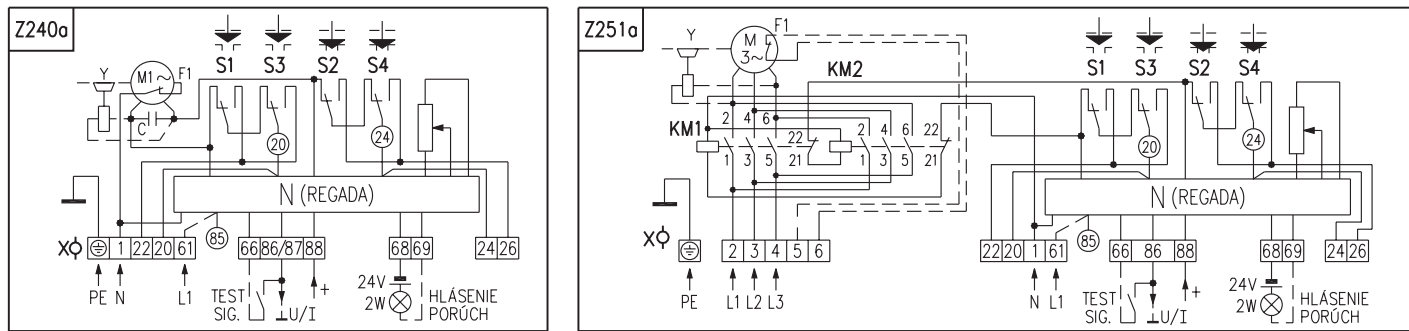 Z240a
S1 S3 S2 S4
Y M1 ~ F1
C
20 24
N (REGADA)
X
1 22 20 61 85 66 86/87 88 68 69 24 26
PE N L1 TEST SIG. U/I + 24V 2W HLÁSENIE PORÚCH
Z251a
Y M 3~ F1
S1 S3 S2 S4
KM2
KM1
2 4 6 22 2 4 6 22
1 3 5 21 1 3 5 21
20 24
N (REGADA)
X
2 3 4 5 6 22 20 1 61 85 66 86 88 68 69 24 26
PE L1 L2 L3 N L1 TEST SIG. U/I + 24V 2W HLÁSENIE PORÚCH